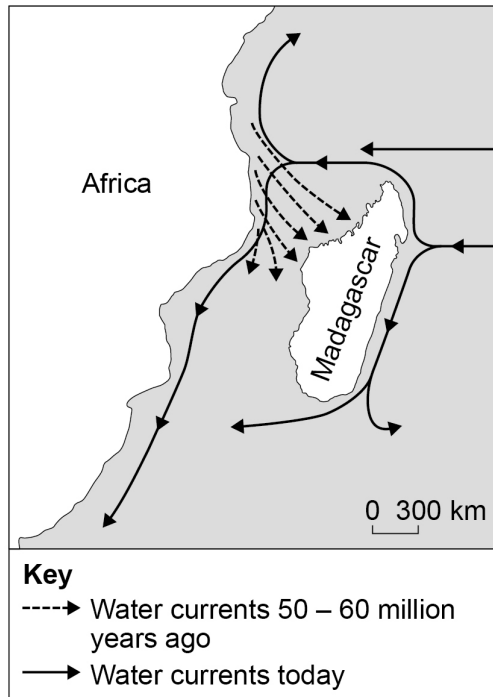 Africa
Madagascar
0 300 km
Key
Water currents 50 – 60 million
years ago
Water currents today